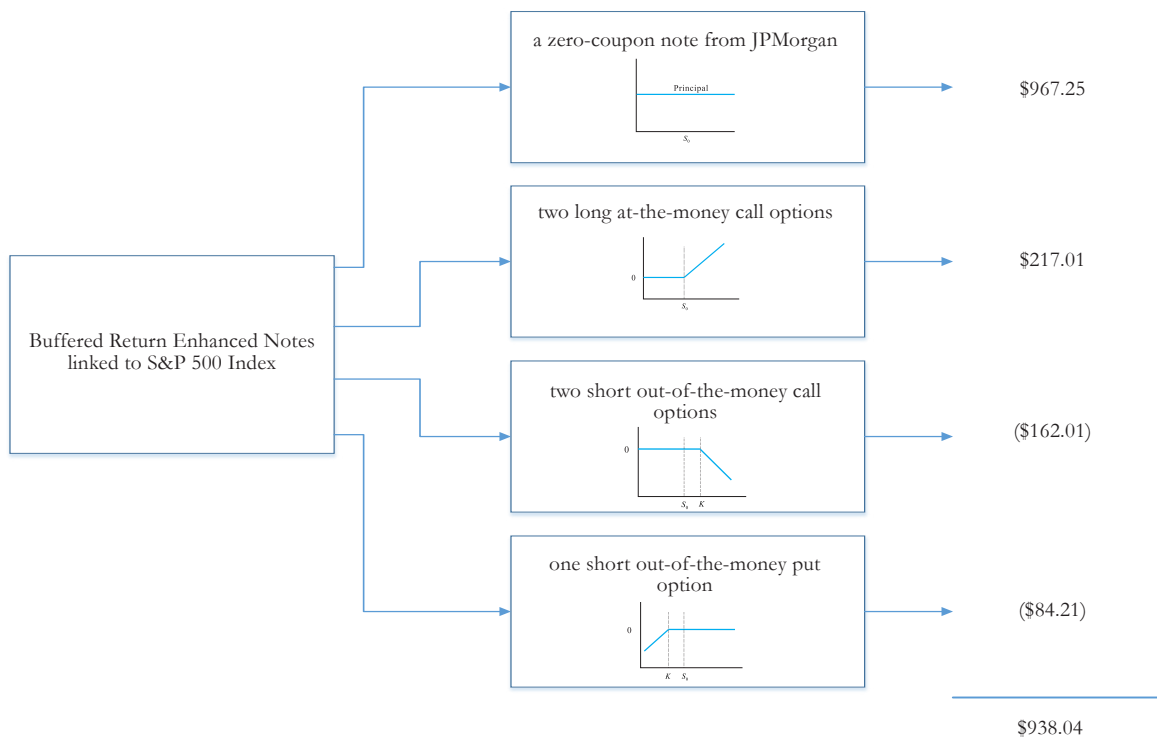 a zero-coupon note from JPMorgan
Principal
S₀
$967.25
two long at-the-money call options
0
S₀
$217.01
Buffered Return Enhanced Notes
linked to S&P 500 Index
two short out-of-the-money call
options
0
S₀ K
($162.01)
one short out-of-the-money put
option
0
K S₀
($84.21)
$938.04